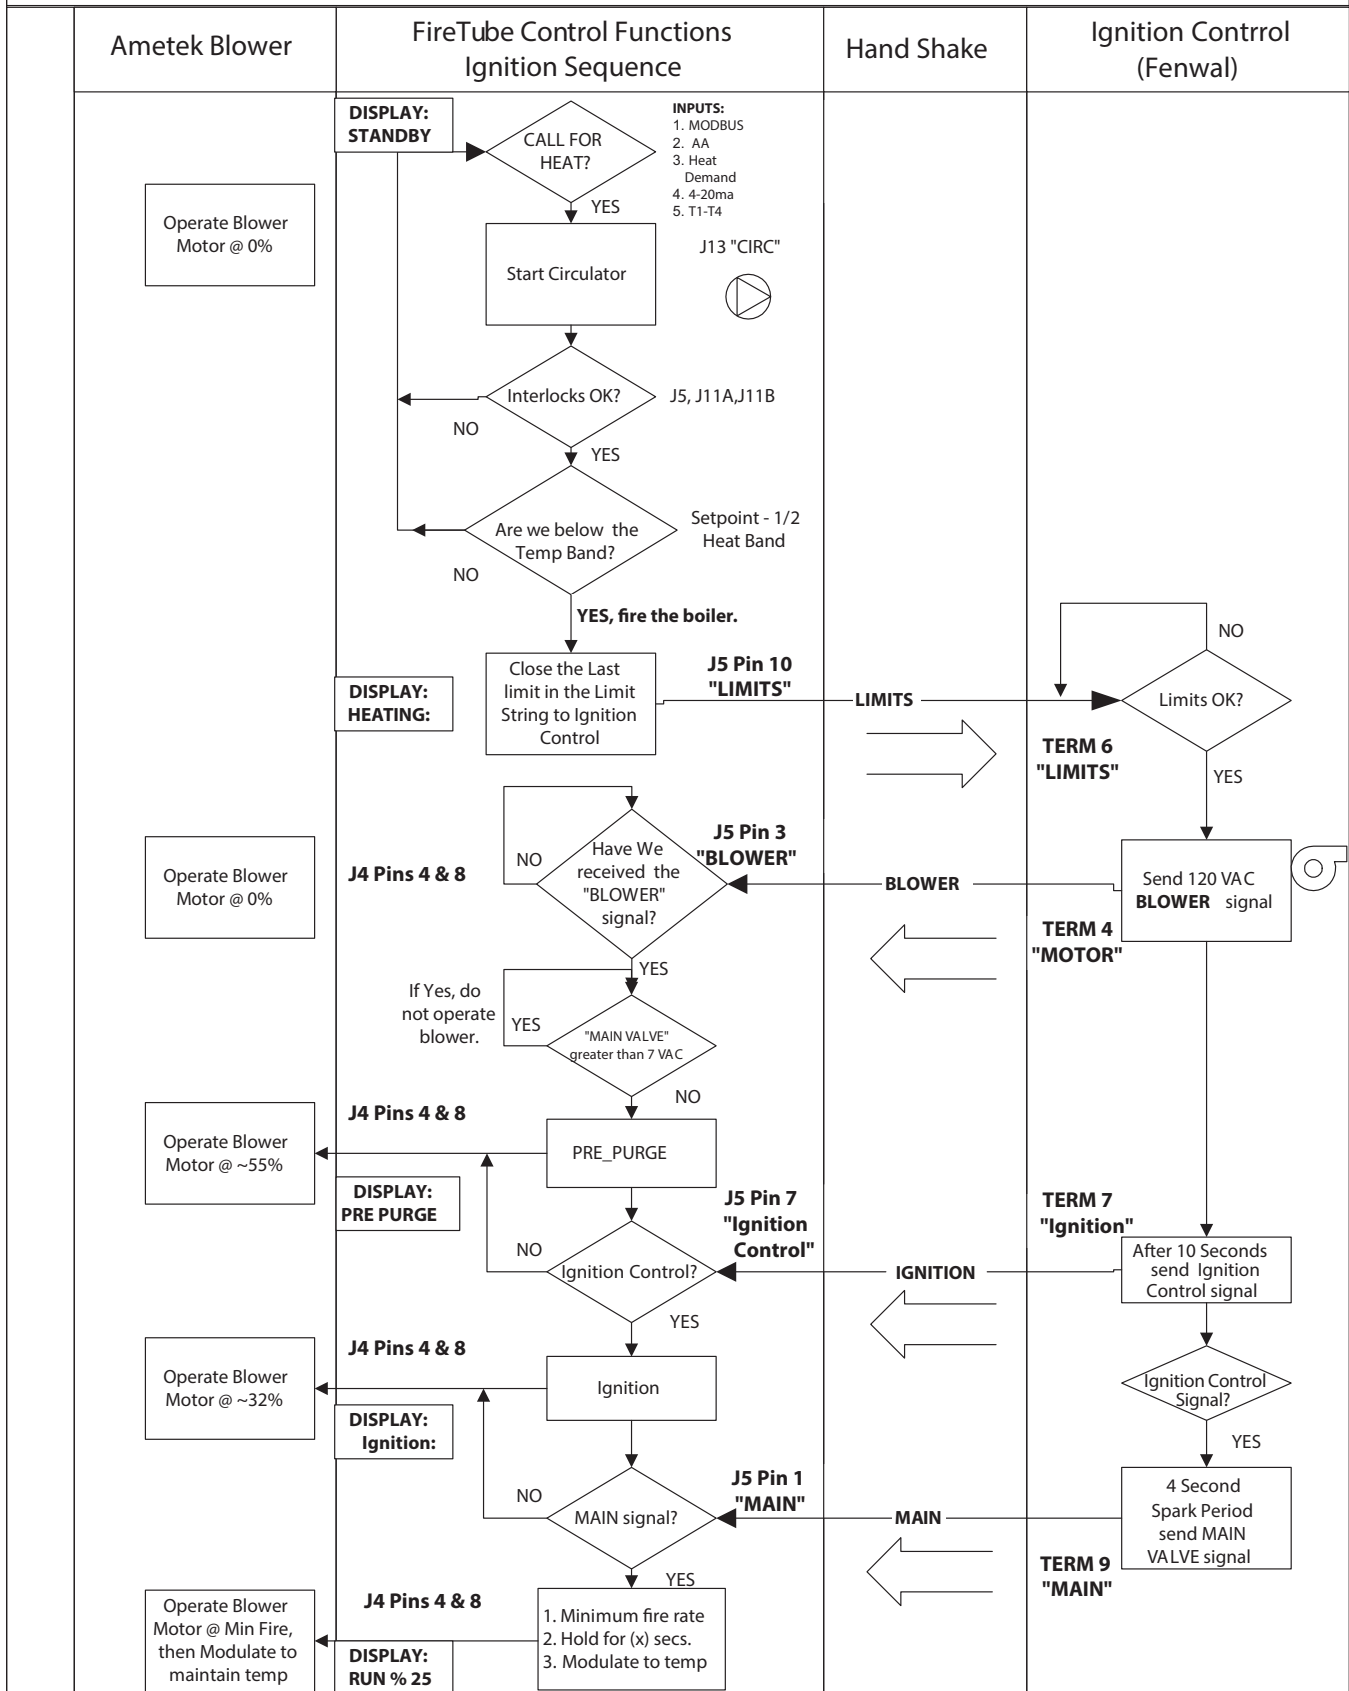 Ametek Blower
FireTube Control Functions
Ignition Sequence
Hand Shake
Ignition Contrrol
(Fenwal)
DISPLAY:
STANDBY
CALL FOR
HEAT?
INPUTS:
1. MODBUS
2. AA
3. Heat
Demand
4. 4-20ma
5. T1-T4
YES
Operate Blower
Motor @ 0%
Start Circulator
J13 "CIRC"
Interlocks OK?
J5, J11A,J11B
NO
YES
Are we below the
Temp Band?
Setpoint - 1/2
Heat Band
NO
YES, fire the boiler.
NO
DISPLAY:
HEATING:
Close the Last
limit in the Limit
String to Ignition
Control
J5 Pin 10
"LIMITS"
LIMITS
Limits OK?
TERM 6
"LIMITS"
YES
Operate Blower
Motor @ 0%
J4 Pins 4 & 8
NO
Have We
received the
"BLOWER"
signal?
J5 Pin 3
"BLOWER"
BLOWER
Send 120 VAC
BLOWER signal
TERM 4
"MOTOR"
YES
If Yes, do
not operate
blower.
YES
"MAIN VALVE"
greater than 7 VAC
NO
J4 Pins 4 & 8
Operate Blower
Motor @ ~55%
PRE_PURGE
DISPLAY:
PRE PURGE
J5 Pin 7
"Ignition
Control"
TERM 7
"Ignition"
NO
Ignition Control?
IGNITION
After 10 Seconds
send Ignition
Control signal
YES
J4 Pins 4 & 8
Operate Blower
Motor @ ~32%
Ignition
Ignition Control
Signal?
DISPLAY:
Ignition:
YES
NO
MAIN signal?
J5 Pin 1
"MAIN"
MAIN
4 Second
Spark Period
send MAIN
VALVE signal
TERM 9
"MAIN"
YES
J4 Pins 4 & 8
Operate Blower
Motor @ Min Fire,
then Modulate to
maintain temp
1. Minimum fire rate
2. Hold for (x) secs.
3. Modulate to temp
DISPLAY:
RUN % 25